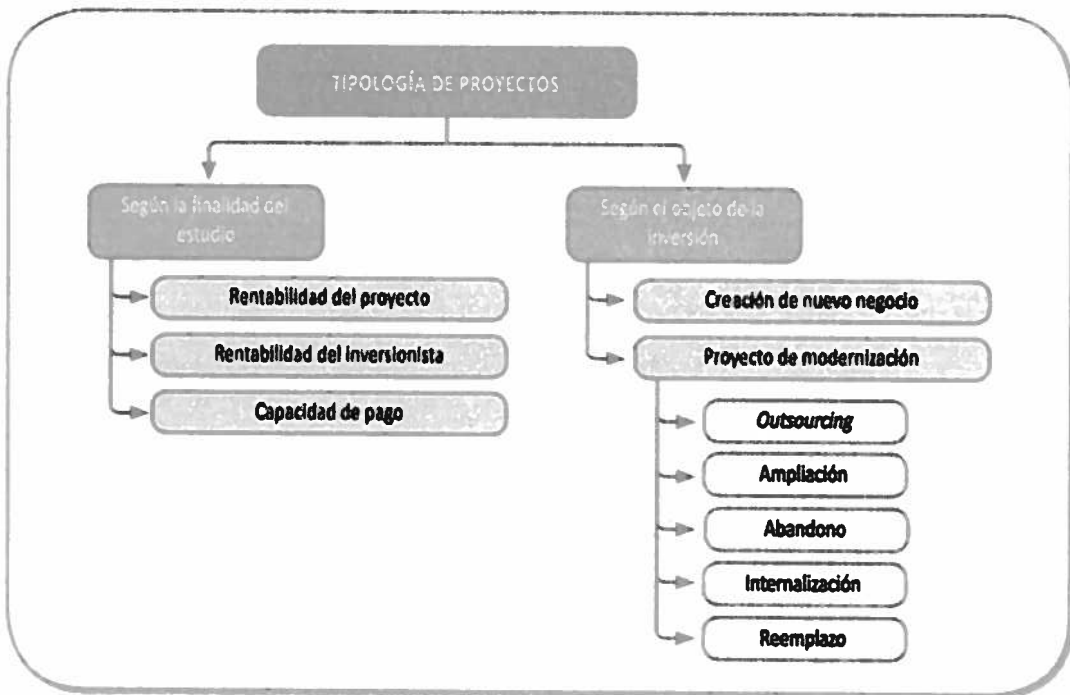 TIPOLOGÍA DE PROYECTOS
Según la finalidad del
estudio
Rentabilidad del proyecto
Rentabilidad del inversionista
Capacidad de pago
Según el objeto de la
inversión
Creación de nuevo negocio
Proyecto de modernización
Outsourcing
Ampliación
Abandono
Internalización
Reemplazo